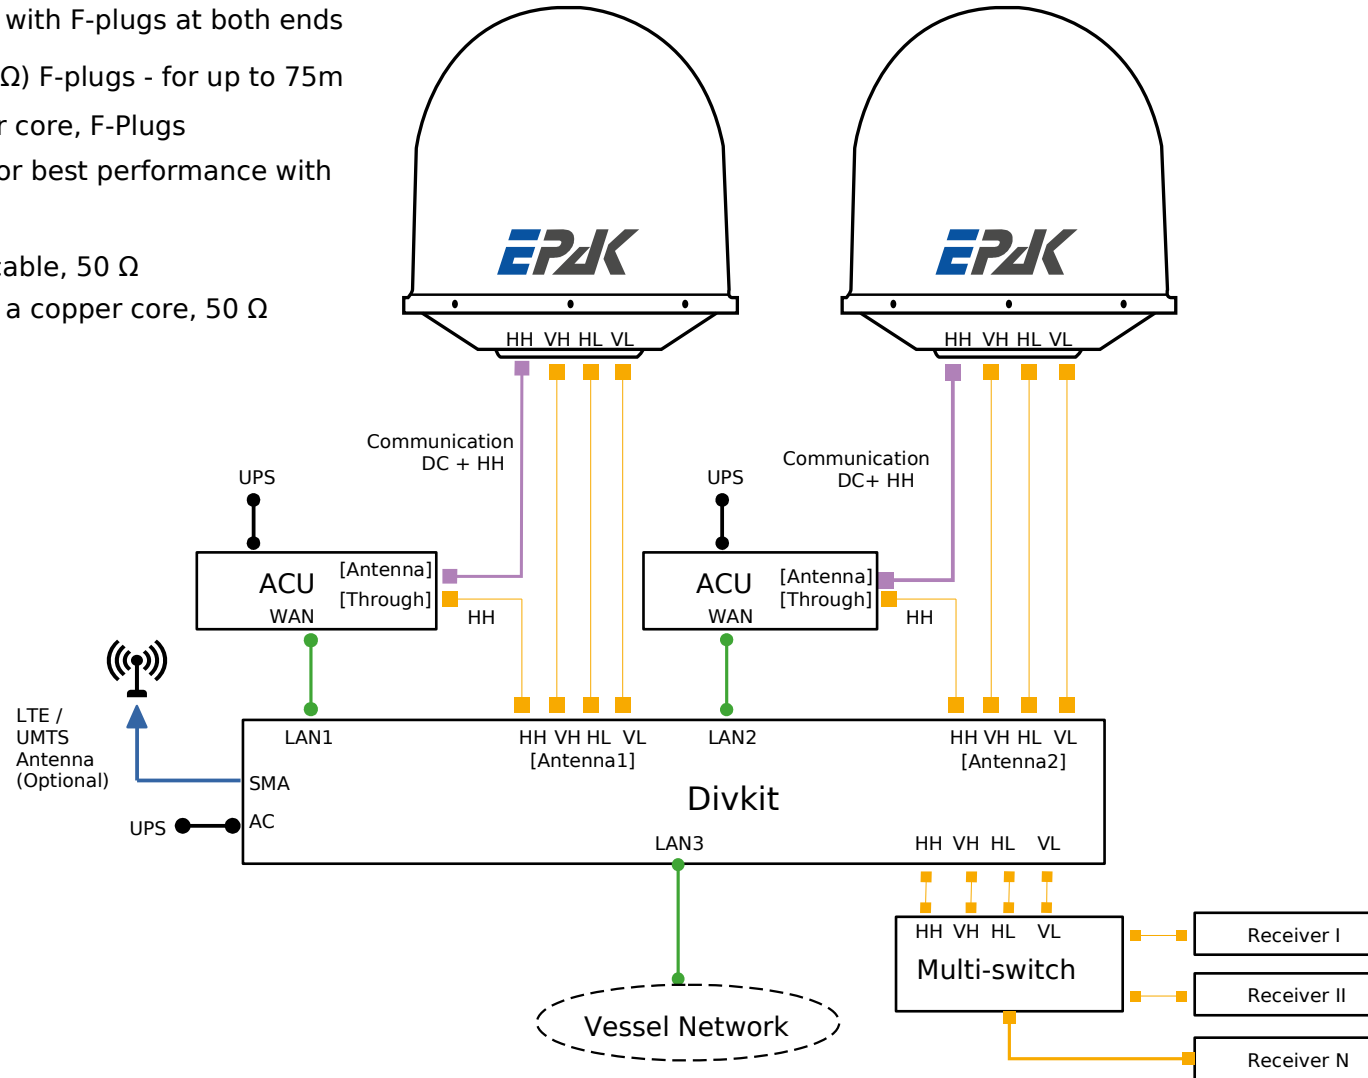 with F-plugs at both ends
Ω) F-plugs - for up to 75m
r core, F-Plugs
or best performance with
cable, 50 Ω
a copper core, 50 Ω
EPAK
EPAK
HH VH HL VL
HH VH HL VL
Communication
DC + HH
Communication
DC+ HH
UPS
UPS
ACU
[Antenna]
[Through]
WAN
HH
ACU
[Antenna]
[Through]
WAN
HH
LTE /
UMTS
Antenna
(Optional)
LAN1
HH VH HL VL
[Antenna1]
LAN2
HH VH HL VL
[Antenna2]
SMA
Divkit
UPS
AC
LAN3
HH VH HL VL
HH VH HL VL
Multi-switch
Receiver I
Receiver II
Receiver N
Vessel Network